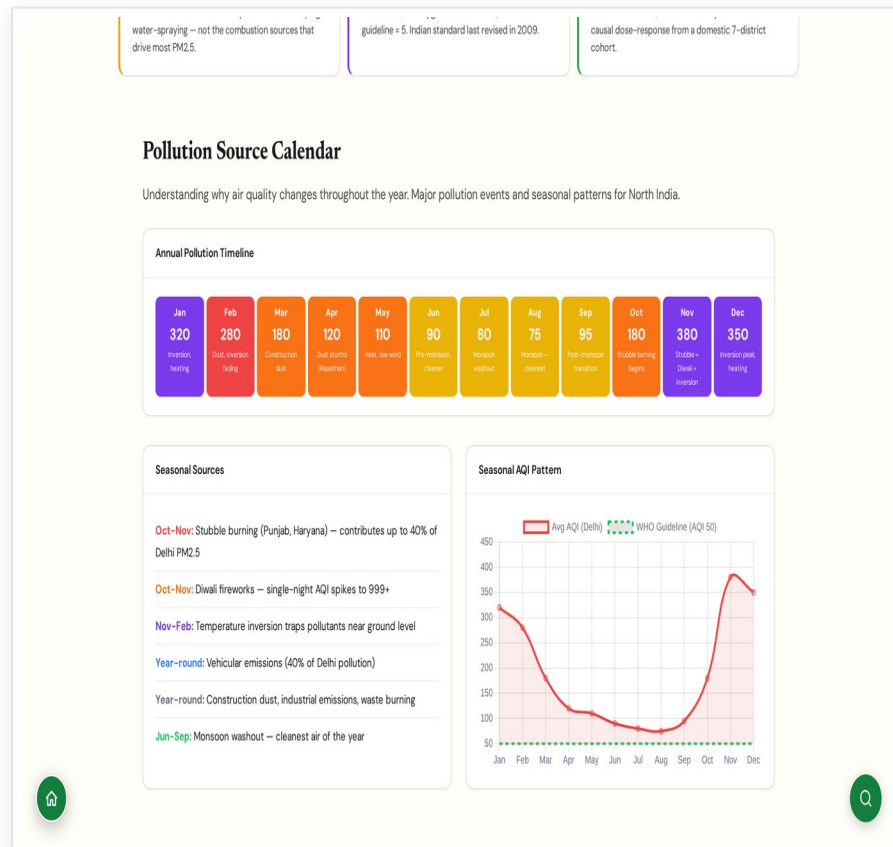 water-spraying — not the combustion sources that
drive most PM2.5.
guideline = 5. Indian standard last revised in 2009.
causal dose-response from a domestic 7-district
cohort.
Pollution Source Calendar
Understanding why air quality changes throughout the year. Major pollution events and seasonal patterns for North India.
Annual Pollution Timeline
Jan
320
Inversion,
heating
Feb
280
Dust, inversion
fading
Mar
180
Construction
dust
Apr
120
Dust storms
(Rajasthan)
May
110
Heat, low wind
Jun
90
Pre-monsoon,
cleaner
Jul
80
Monsoon
washout
Aug
75
Monsoon —
cleanest
Sep
95
Post-monsoon
transition
Oct
180
Stubble burning
begins
Nov
380
Stubble +
Diwali +
inversion
Dec
350
Inversion peak,
heating
Seasonal Sources
Oct-Nov: Stubble burning (Punjab, Haryana) — contributes up to 40% of
Delhi PM2.5
Oct-Nov: Diwali fireworks — single-night AQI spikes to 999+
Nov-Feb: Temperature inversion traps pollutants near ground level
Year-round: Vehicular emissions (40% of Delhi pollution)
Year-round: Construction dust, industrial emissions, waste burning
Jun-Sep: Monsoon washout — cleanest air of the year
Seasonal AQI Pattern
Avg AQI (Delhi) WHO Guideline (AQI 50)
450
400
350
300
250
200
150
100
50
Jan Feb Mar Apr May Jun Jul Aug Sep Oct Nov Dec